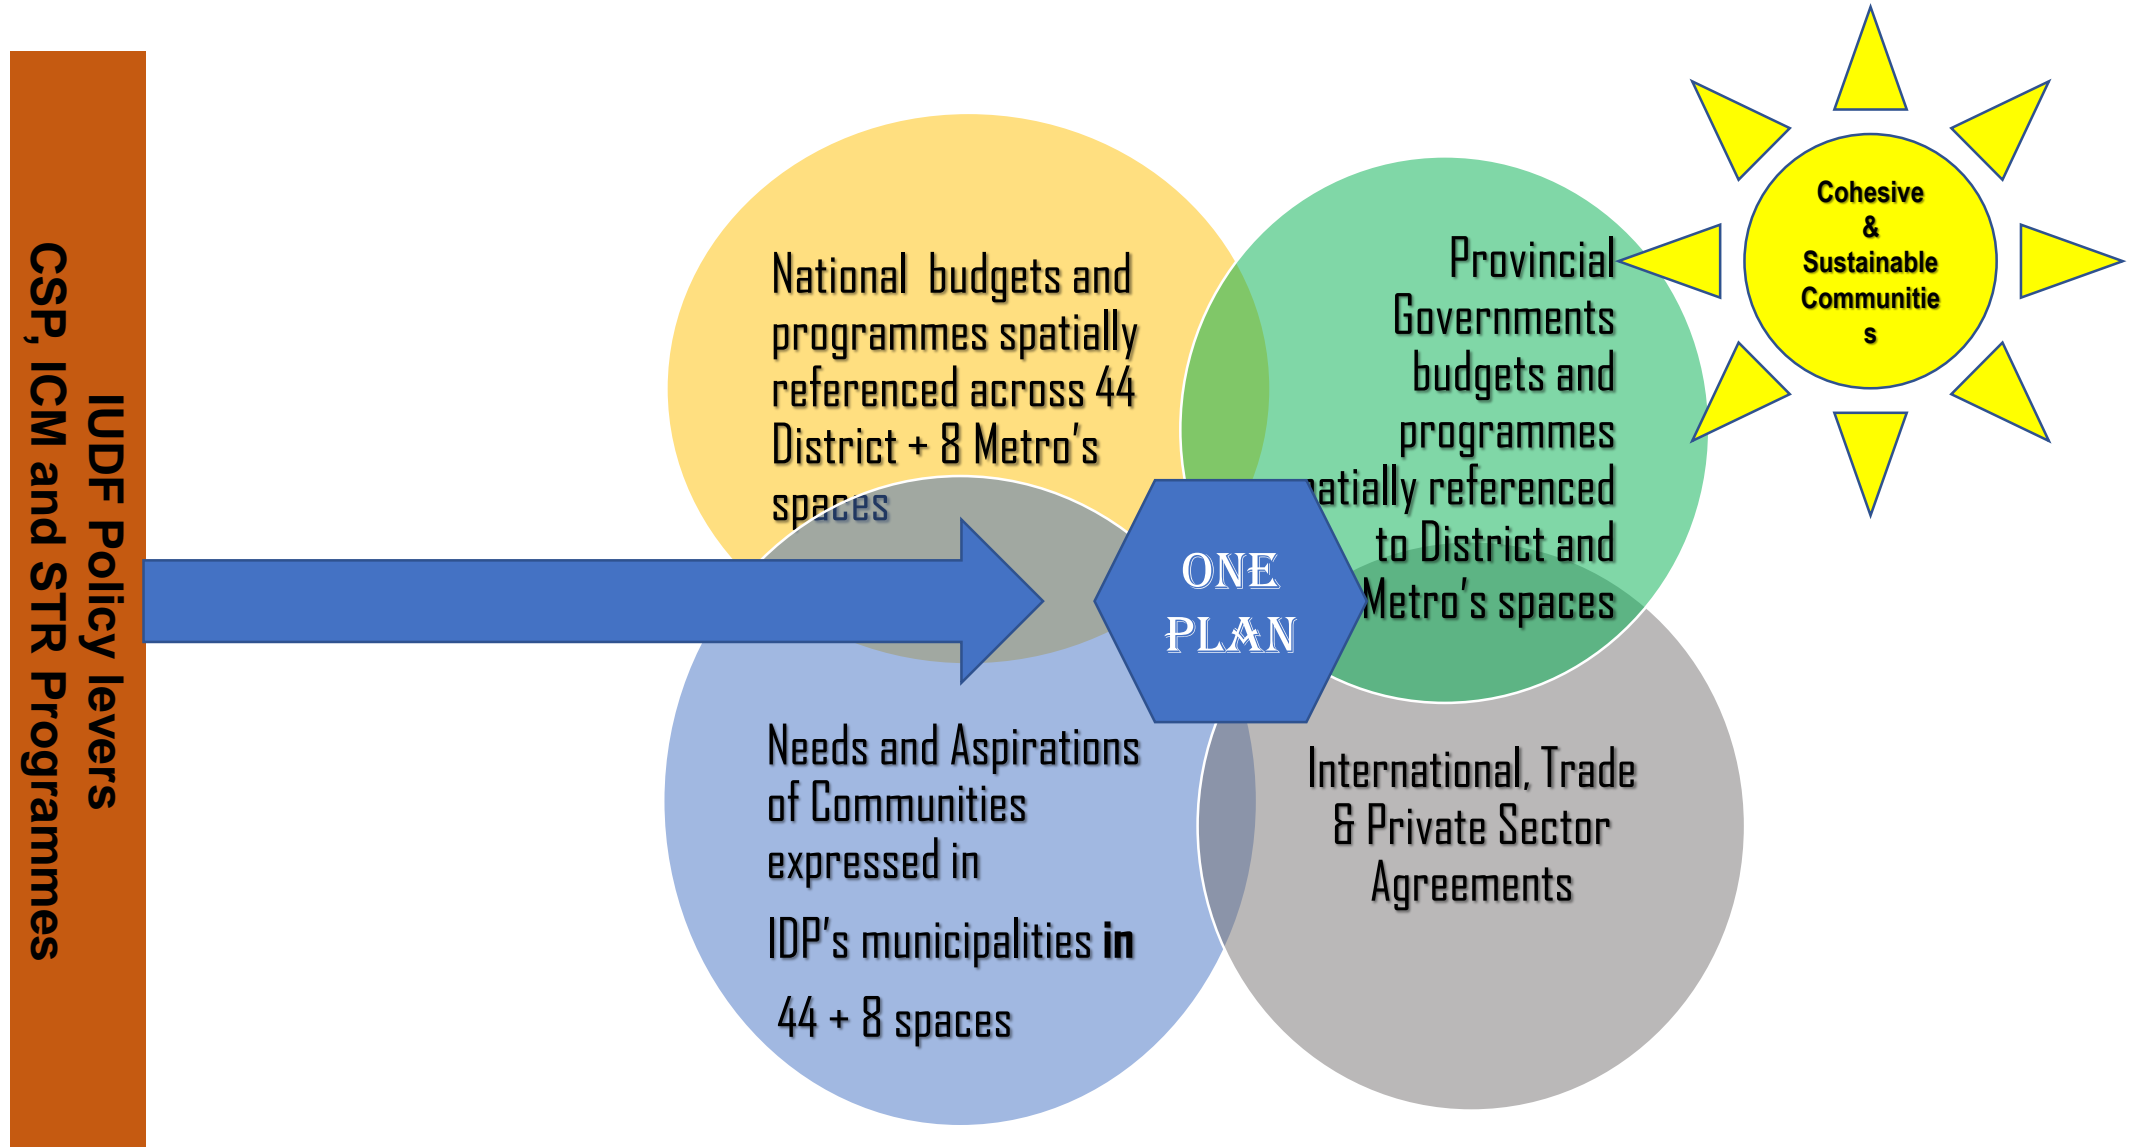 IUDF Policy levers
CSP, ICM and STR Programmes
National budgets and
programmes spatially
referenced across 44
District + 8 Metro's
spaces
Provincial
Governments
budgets and
programmes
patially referenced
to District and
Metro's spaces
Cohesive
&
Sustainable
Communitie
s
ONE
PLAN
Needs and Aspirations
of Communities
expressed in
IDP's municipalities in
44 + 8 spaces
International, Trade
& Private Sector
Agreements